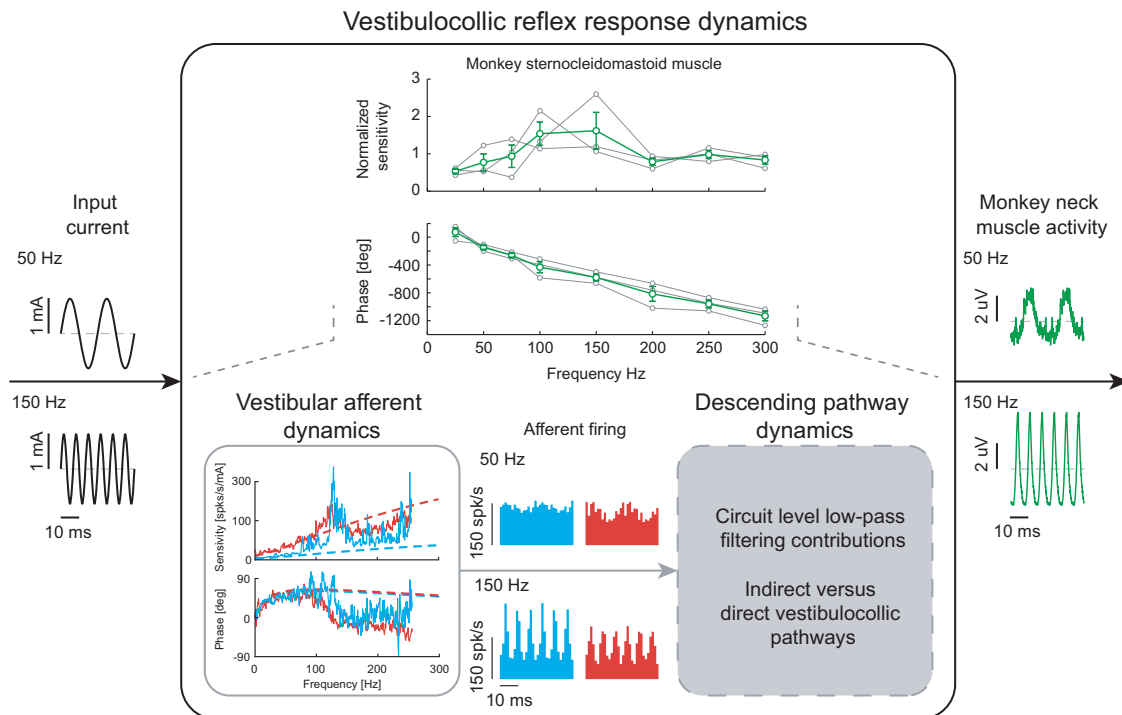 Vestibulocollic reflex response dynamics
Monkey sternocleidomastoid muscle
Normalized
sensitivity
3
2
1
0
Phase [deg]
0
-400
-800
-1200
0
50
100
150
200
250
300
Frequency Hz
Input
current
50 Hz
1 mA
150 Hz
1 mA
10 ms
Monkey neck
muscle activity
50 Hz
2 uV
150 Hz
2 uV
10 ms
Vestibular afferent
dynamics
Sensivity [spks/s/mA]
300
100
0
Phase [deg]
90
0
-90
0
100
200
300
Frequency [Hz]
Afferent firing
50 Hz
150 spk/s
150 Hz
150 spk/s
10 ms
Descending pathway
dynamics
Circuit level low-pass
filtering contributions
Indirect versus
direct vestibulocollic
pathways